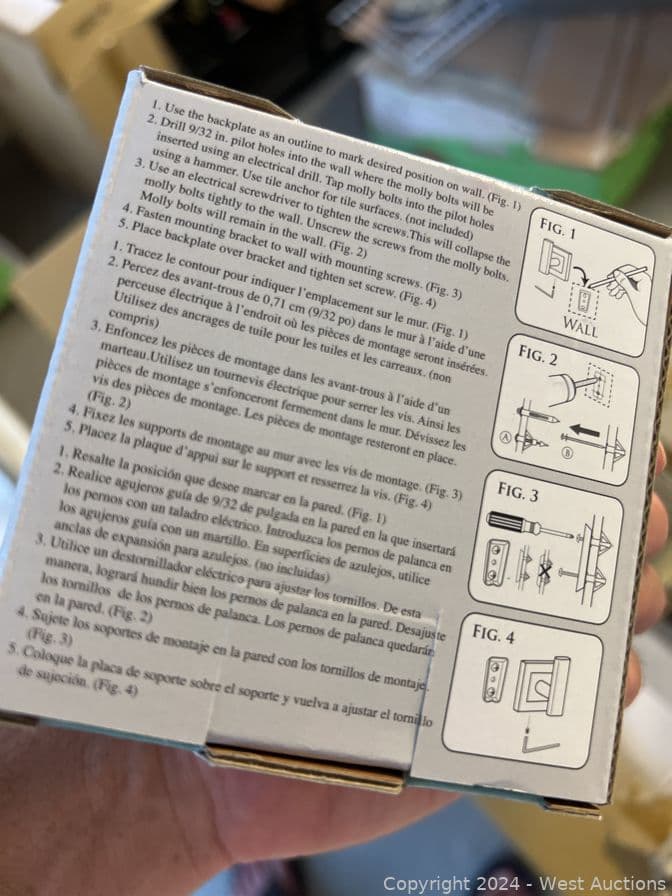 1. Use the backplate as an outline to mark desired position on wall. (Fig. 1)
2. Drill 9/32 in. pilot holes into the wall where the molly bolts will be
inserted using an electrical drill. Tap molly bolts into the pilot holes
using a hammer. Use tile anchor for tile surfaces. (not included)
3. Use an electrical screwdriver to tighten the screws.This will collapse the
molly bolts tightly to the wall. Unscrew the screws from the molly bolts.
Molly bolts will remain in the wall. (Fig. 2)
4. Fasten mounting bracket to wall with mounting screws. (Fig. 3)
5. Place backplate over bracket and tighten set screw. (Fig. 4)
1. Tracez le contour pour indiquer l'emplacement sur le mur. (Fig. 1)
2. Percez des avant-trous de 0,71 cm (9/32 po) dans le mur à l'aide d'une
perceuse électrique à l'endroit où les pièces de montage seront insérées.
Utilisez des ancrages de tuile pour les tuiles et les carreaux. (non
compris)
3. Enfoncez les pièces de montage dans les avant-trous à l'aide d'un
marteau.Utilisez un tournevis électrique pour serrer les vis. Ainsi les
pièces de montage s'enfonceront fermement dans le mur. Dévissez les
vis des pièces de montage. Les pièces de montage resteront en place.
(Fig. 2)
4. Fixez les supports de montage au mur avec les vis de montage. (Fig. 3)
5. Placez la plaque d'appui sur le support et resserrez la vis. (Fig. 4)
1. Resalte la posición que desee marcar en la pared. (Fig. 1)
2. Realice agujeros guía de 9/32 de pulgada en la pared en la que insertará
los pernos con un taladro eléctrico. Introduzca los pernos de palanca en
los agujeros guía con un martillo. En superficies de azulejos, utilice
anclas de expansión para azulejos. (no incluidas)
3. Utilice un destornillador eléctrico para ajustar los tornillos. De esta
manera, logrará hundir bien los pernos de palanca en la pared. Desajuste
los tornillos de los pernos de palanca. Los pernos de palanca quedarán
en la pared. (Fig. 2)
4. Sujete los soportes de montaje en la pared con los tornillos de montaje.
(Fig. 3)
5. Coloque la placa de soporte sobre el soporte y vuelva a ajustar el tornillo
de sujeción. (Fig. 4)
FIG. 1
WALL
FIG. 2
A
B
FIG. 3
FIG. 4
Copyright 2024 - West Auctions